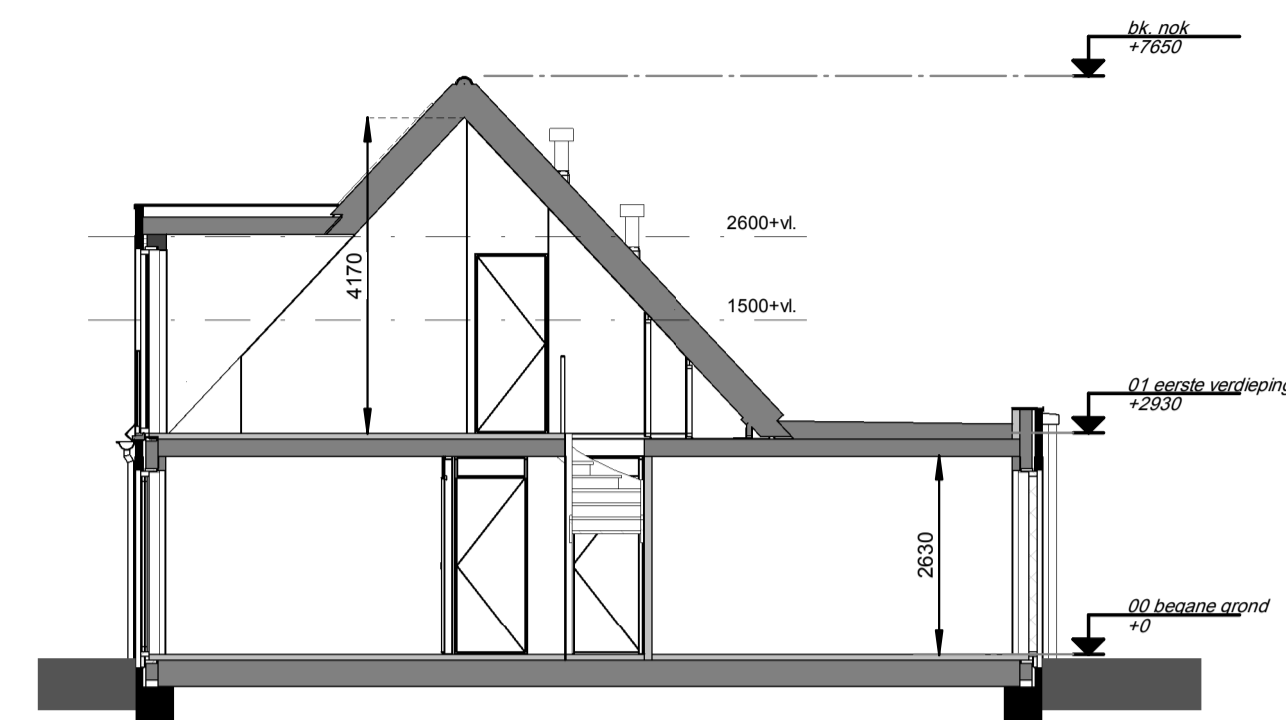 bk. nok
+7650
2600+vl.
4170
1500+vl.
01 eerste verdieping
+2930
2630
00 begane grond
+0